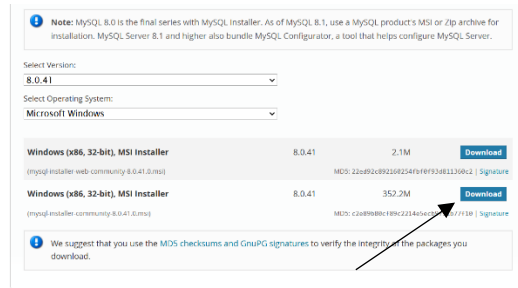 Note: MySQL 8.0 is the final series with MySQL Installer. As of MySQL 8.1, use a MySQL product's MSI or Zip archive for
installation. MySQL Server 8.1 and higher also bundle MySQL Configurator, a tool that helps configure MySQL Server.
Select Version:
8.0.41
Select Operating System:
Microsoft Windows
Windows (x86, 32-bit), MSI Installer 8.0.41 2.1M Download
(mysql-installer-web-community-8.0.41.0.msi) MD5: | Signature
Windows (x86, 32-bit), MSI Installer 8.0.41 352.2M Download
(mysql-installer-community-8.0.41.0.msi) MD5: | Signature
We suggest that you use the MD5 checksums and GnuPG signatures to verify the integrity of the packages you
download.